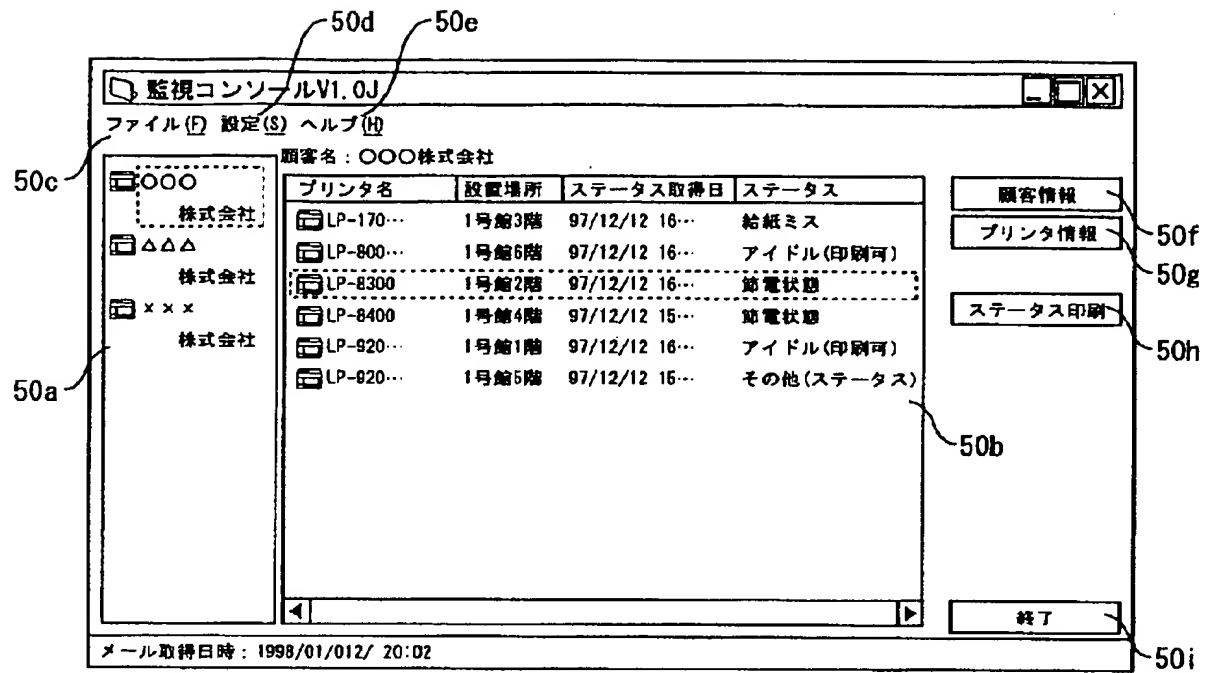 50d 50e
監視コンソールV1.0J
ファイル(F) 設定(S) ヘルプ(H)
50c
顧客名：○○○株式会社
○○○
株式会社
△△△
株式会社
×××
株式会社
50a
プリンタ名 設置場所 ステータス取得日 ステータス
LP-170… 1号館3階 97/12/12 16… 給紙ミス
LP-800… 1号館6階 97/12/12 16… アイドル(印刷可)
LP-8300 1号館2階 97/12/12 16… 節電状態
LP-8400 1号館4階 97/12/12 15… 節電状態
LP-920… 1号館1階 97/12/12 16… アイドル(印刷可)
LP-920… 1号館5階 97/12/12 15… その他(ステータス)
50b
顧客情報
50f
プリンタ情報
50g
ステータス印刷
50h
終了
50i
メール取得日時：1998/01/012/ 20:02